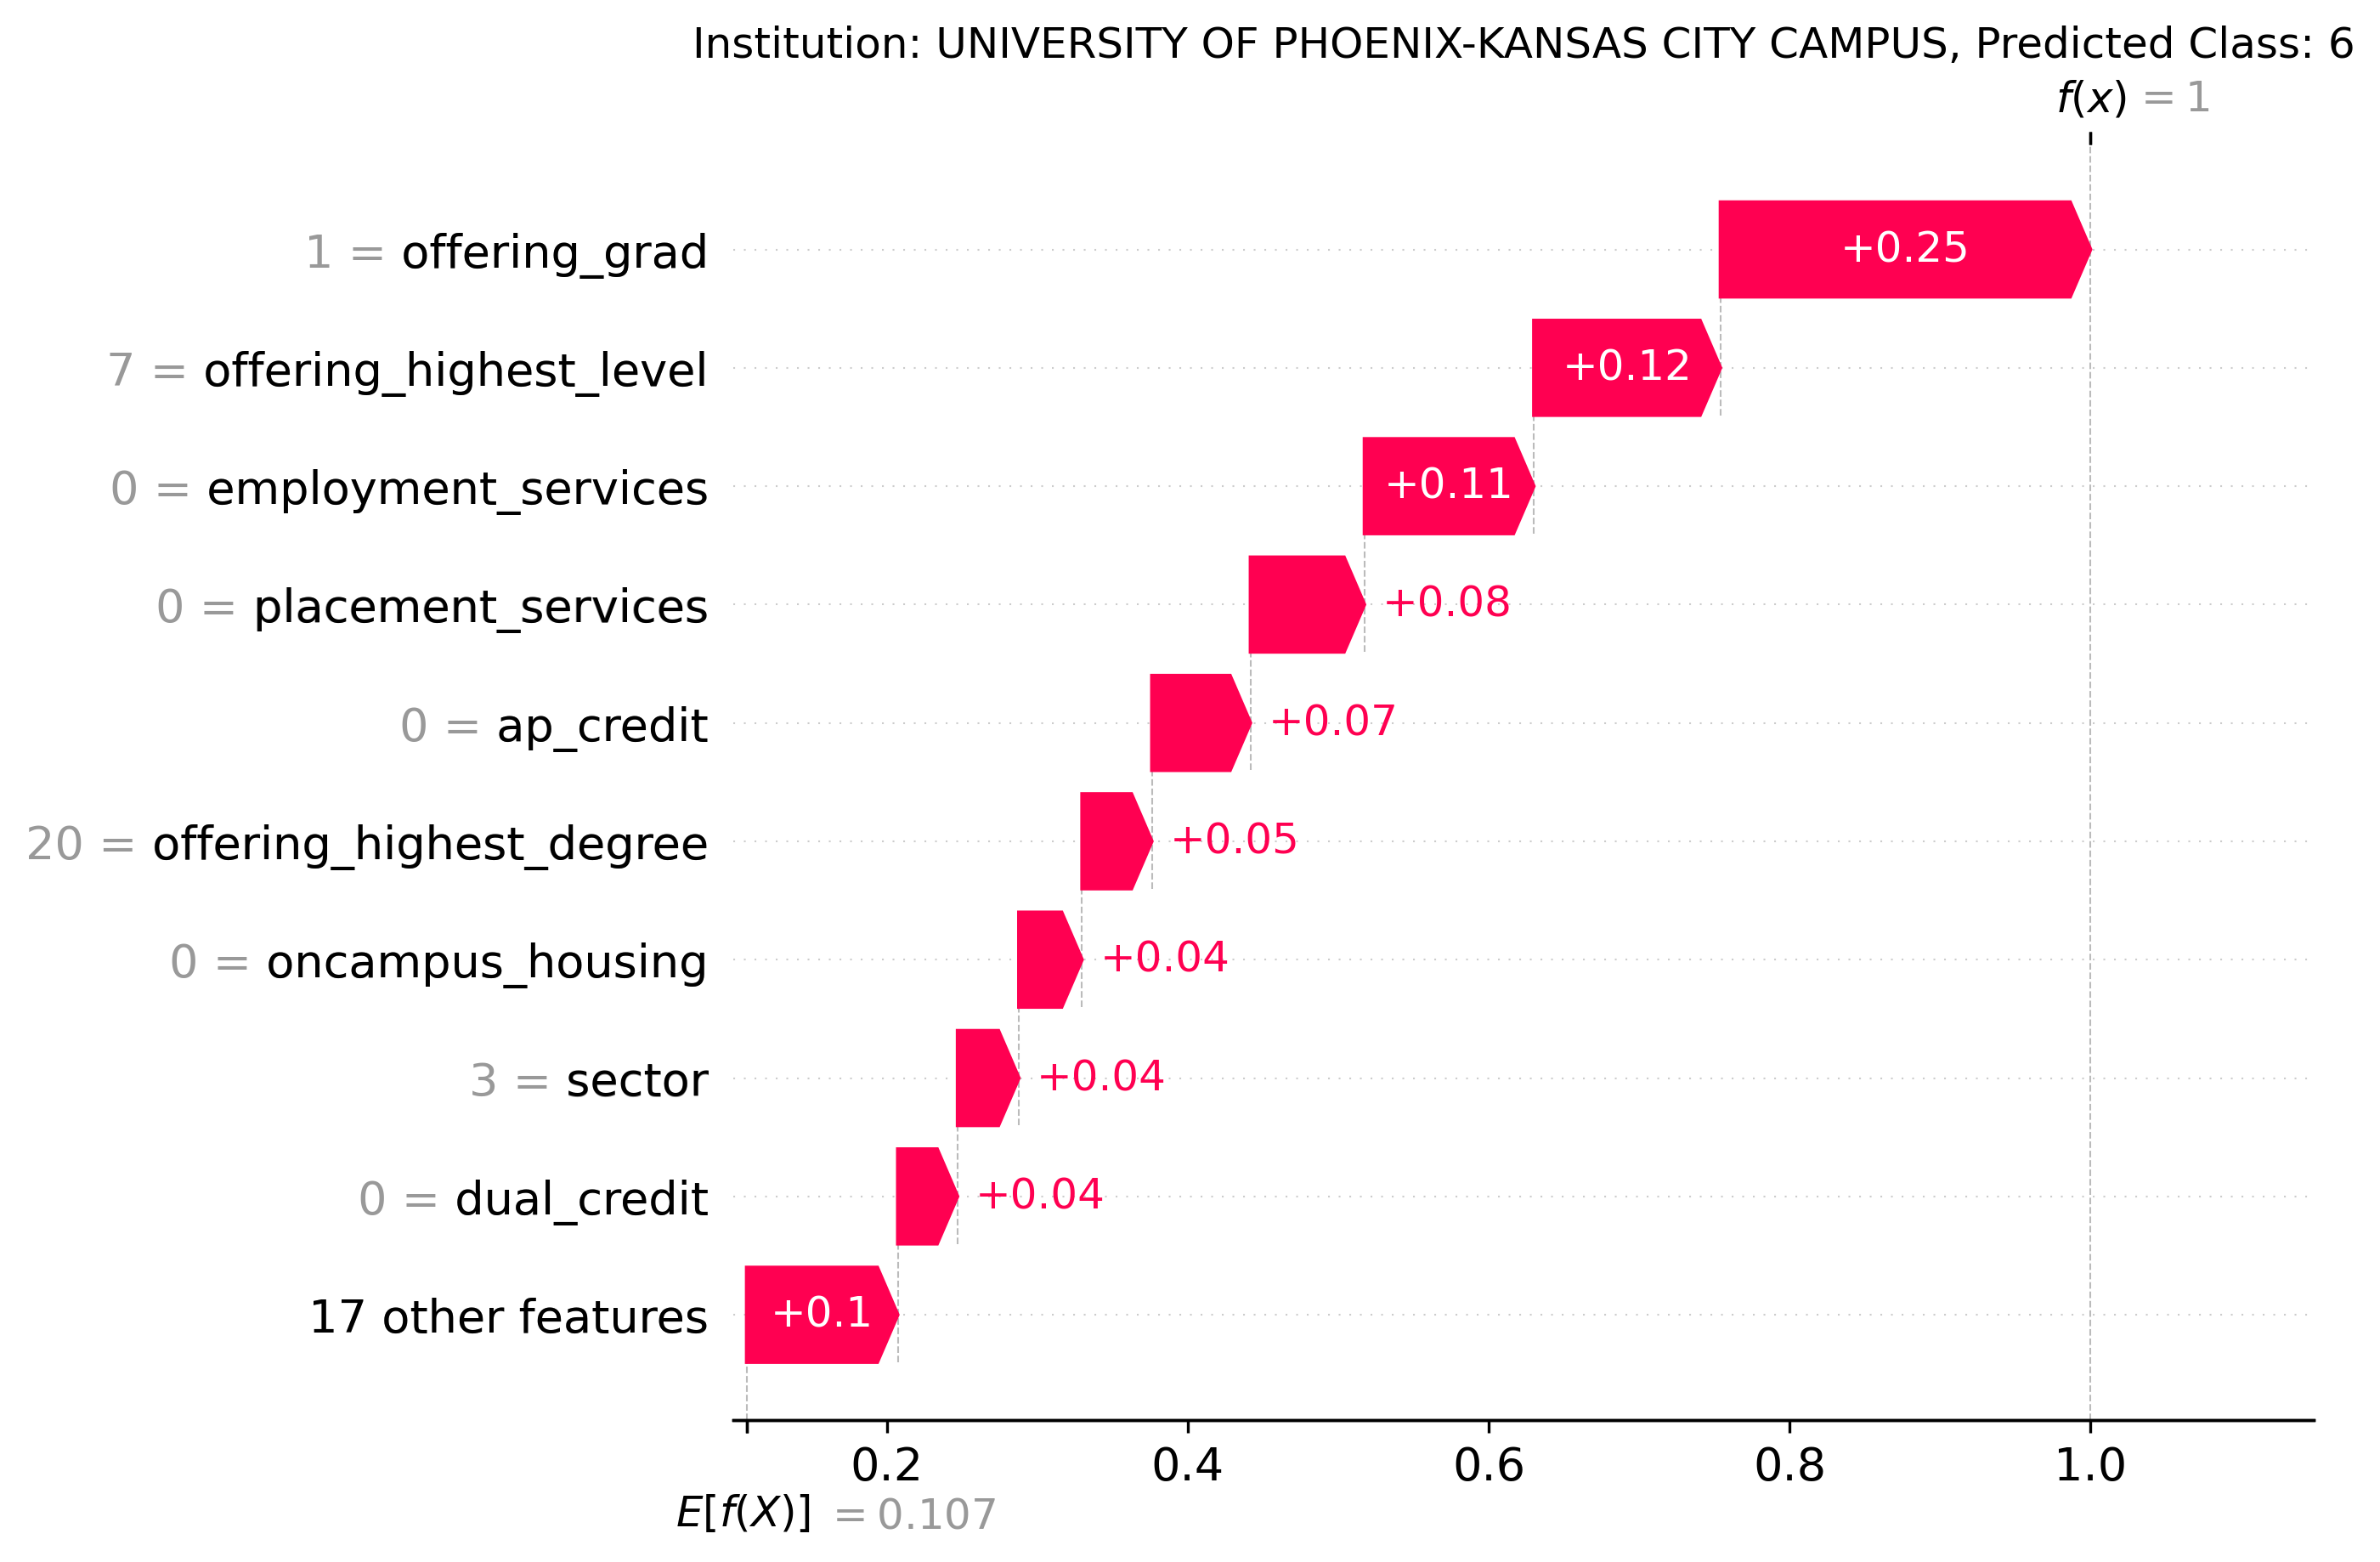 Institution: UNIVERSITY OF PHOENIX-KANSAS CITY CAMPUS, Predicted Class: 6
f(x) = 1
1 = offering_grad +0.25
7 = offering_highest_level +0.12
0 = employment_services +0.11
0 = placement_services +0.08
0 = ap_credit +0.07
20 = offering_highest_degree +0.05
0 = oncampus_housing +0.04
3 = sector +0.04
0 = dual_credit +0.04
17 other features +0.1
0.2 0.4 0.6 0.8 1.0
E[f(X)] = 0.107